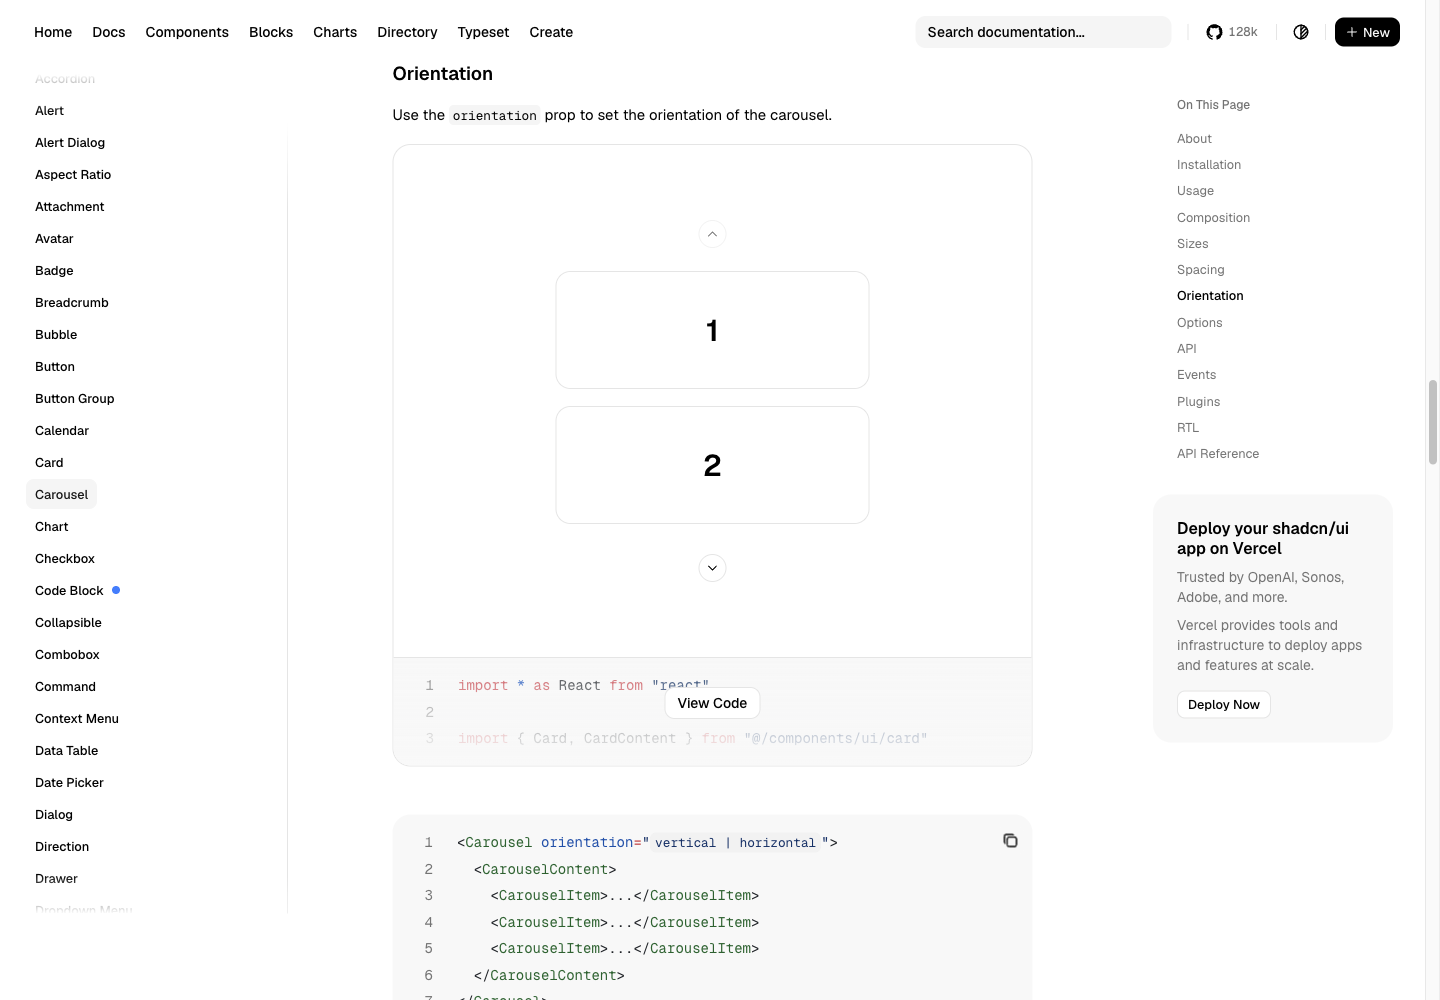 Home Docs Components Blocks Charts Directory Typeset Create
Search documentation...
128k
New
Accordion
Alert
Alert Dialog
Aspect Ratio
Attachment
Avatar
Badge
Breadcrumb
Bubble
Button
Button Group
Calendar
Card
Carousel
Chart
Checkbox
Code Block
Collapsible
Combobox
Command
Context Menu
Data Table
Date Picker
Dialog
Direction
Drawer
Dropdown Menu
Orientation
Use the orientation prop to set the orientation of the carousel.
1
2
1 import * as React from "react"
2
3 import { Card, CardContent } from "@/components/ui/card"
View Code
1 <Carousel orientation="vertical | horizontal">
2 <CarouselContent>
3 <CarouselItem>...</CarouselItem>
4 <CarouselItem>...</CarouselItem>
5 <CarouselItem>...</CarouselItem>
6 </CarouselContent>
7 </Carousel>
On This Page
About
Installation
Usage
Composition
Sizes
Spacing
Orientation
Options
API
Events
Plugins
RTL
API Reference
Deploy your shadcn/ui
app on Vercel
Trusted by OpenAI, Sonos,
Adobe, and more.
Vercel provides tools and
infrastructure to deploy apps
and features at scale.
Deploy Now